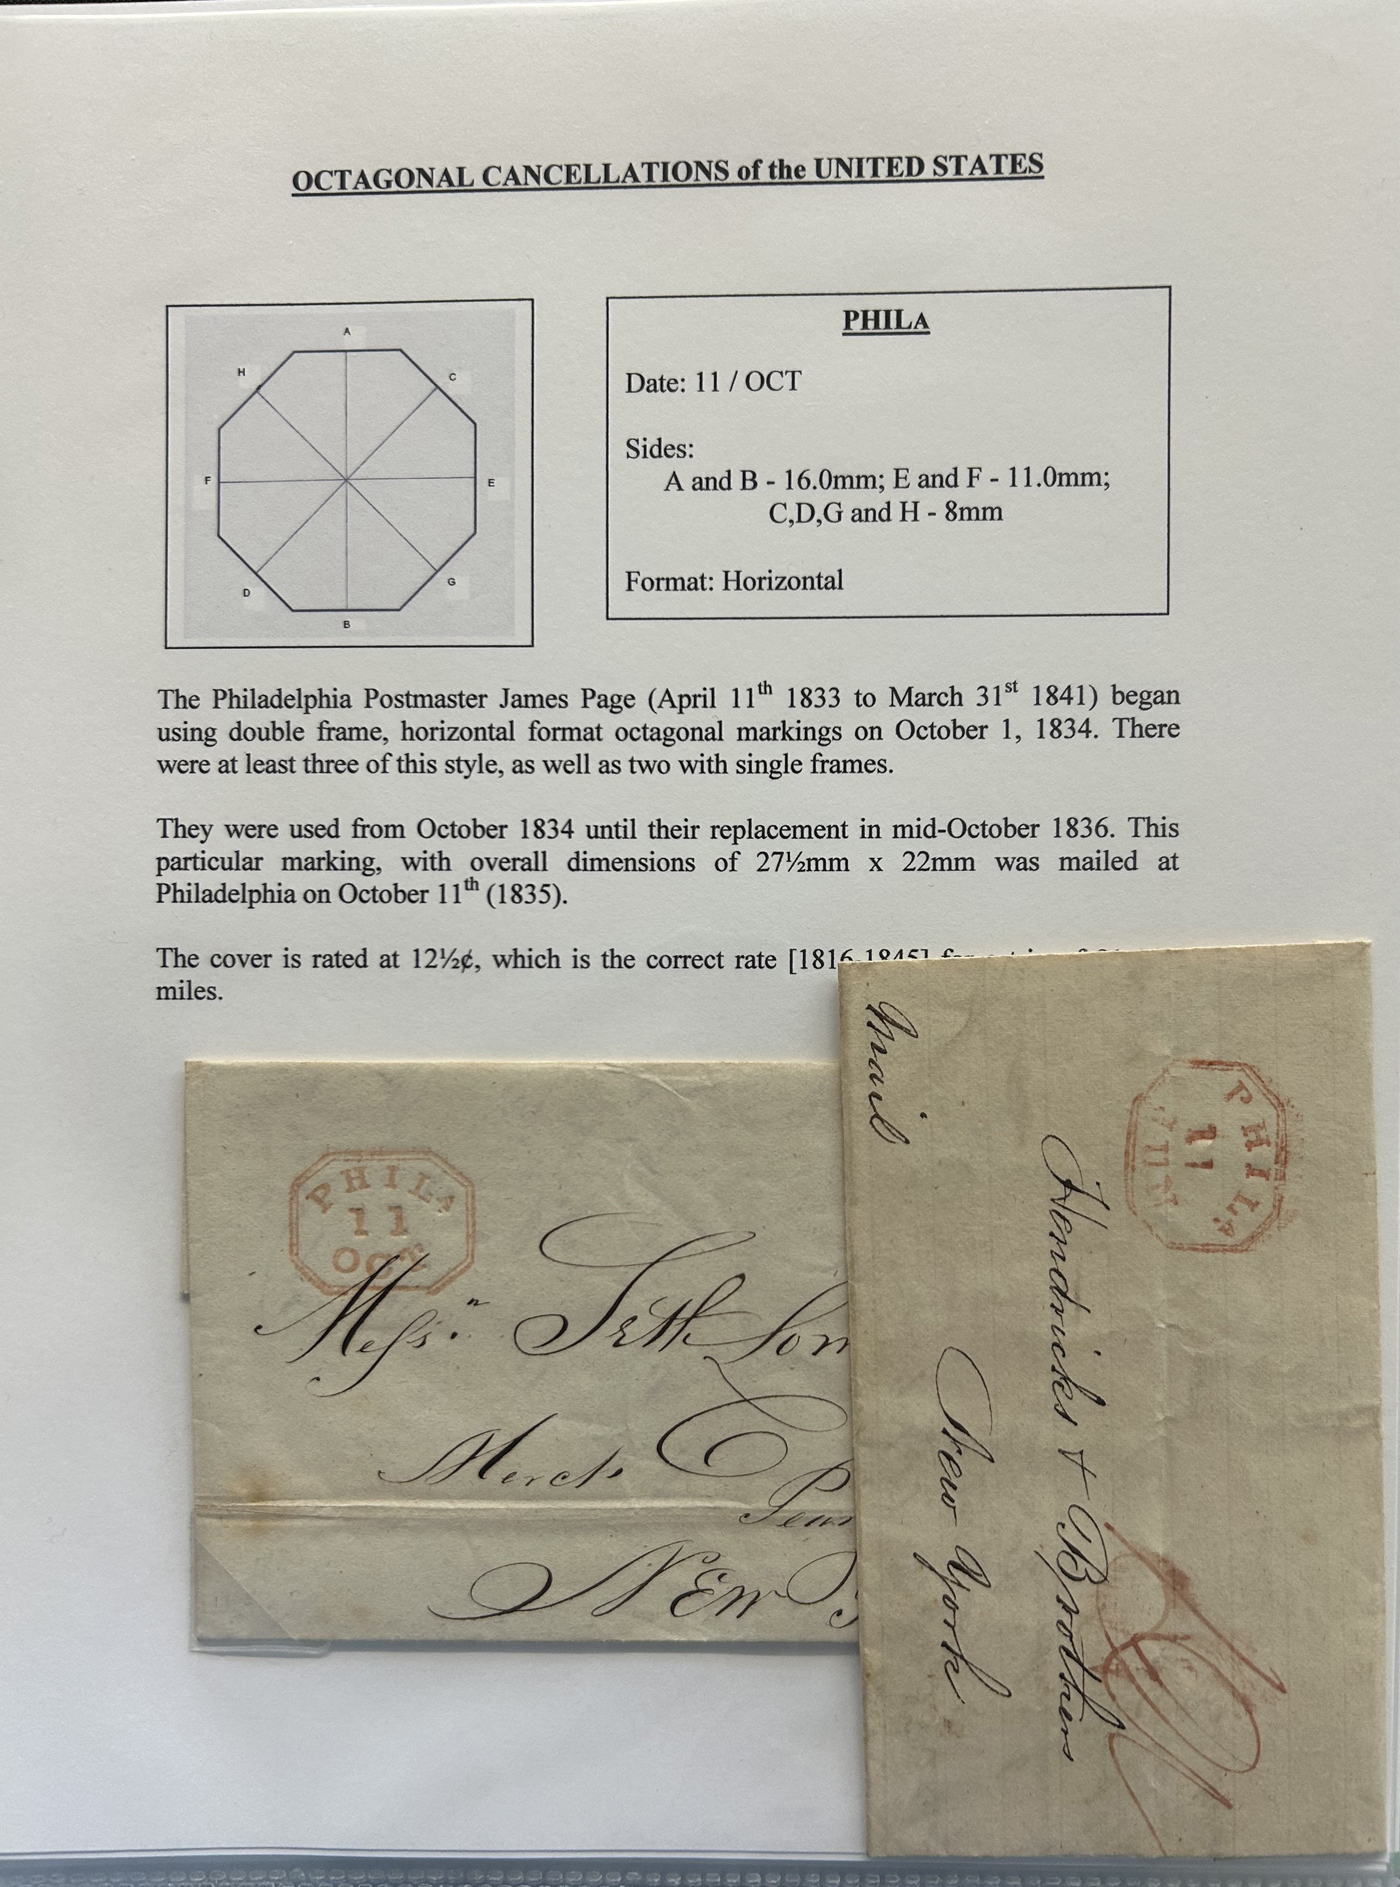 OCTAGONAL CANCELLATIONS of the UNITED STATES
A
H
C
F
E
D
G
B
PHILA
Date: 11 / OCT
Sides:
A and B - 16.0mm; E and F - 11.0mm;
C,D,G and H - 8mm
Format: Horizontal
The Philadelphia Postmaster James Page (April 11th 1833 to March 31st 1841) began
using double frame, horizontal format octagonal markings on October 1, 1834. There
were at least three of this style, as well as two with single frames.
They were used from October 1834 until their replacement in mid-October 1836. This
particular marking, with overall dimensions of 27½mm x 22mm was mailed at
Philadelphia on October 11th (1835).
The cover is rated at 12½¢, which is the correct rate [1816-1845]
miles.
PHILA
11
OCT
Messrs Seth
Merch
New
Mail
PHILA
11
JUN
Hendricks & Brothers
New York